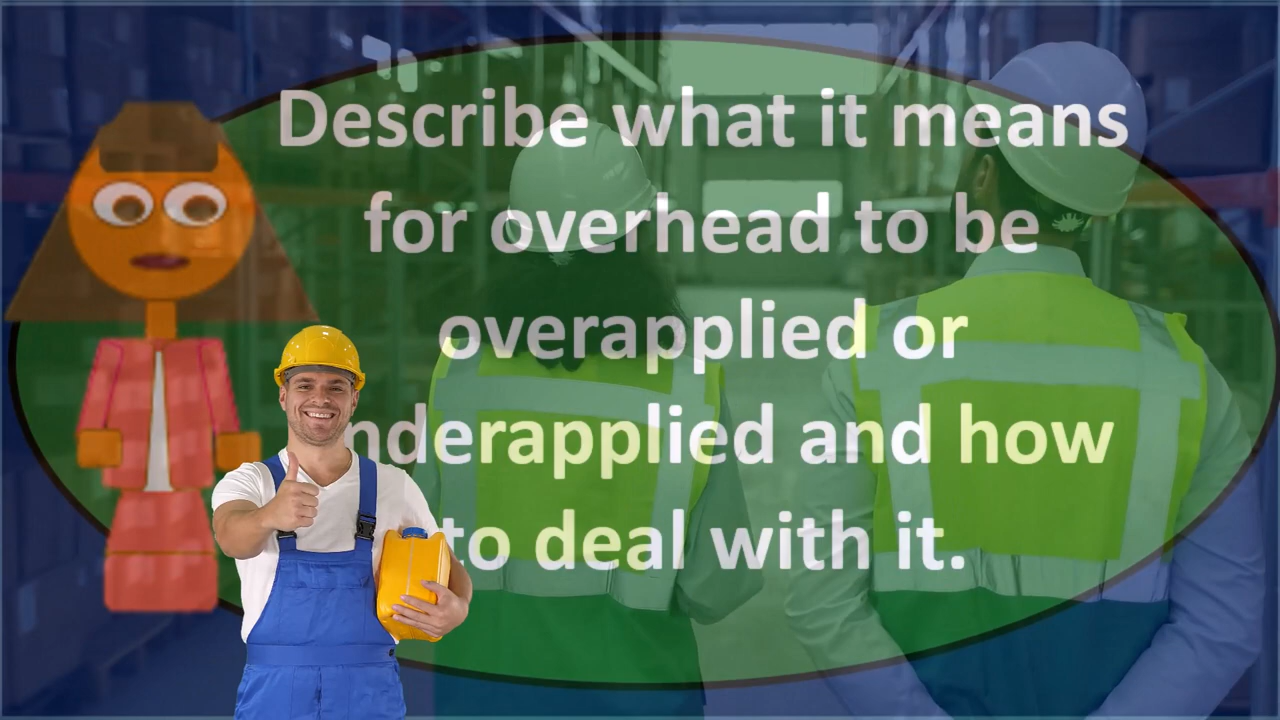 Describe what it means
for overhead to be
overapplied or
nderapplied and how
to deal with it.